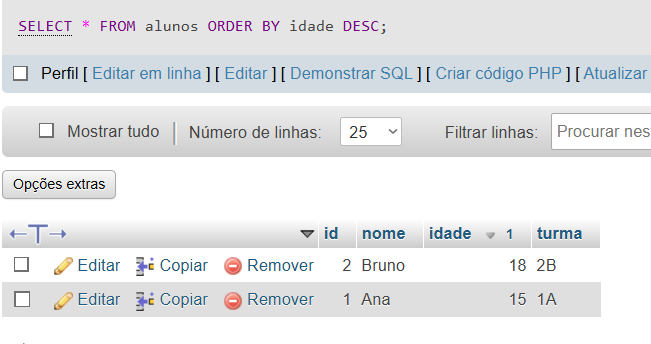 SELECT * FROM alunos ORDER BY idade DESC;
Perfil [ Editar em linha ] [ Editar ] [ Demonstrar SQL ] [ Criar código PHP ] [ Atualizar
Mostrar tudo | Número de linhas: 25 Filtrar linhas: Procurar nes
Opções extras
←T→ id nome idade 1 turma
Editar Copiar Remover 2 Bruno 18 2B
Editar Copiar Remover 1 Ana 15 1A